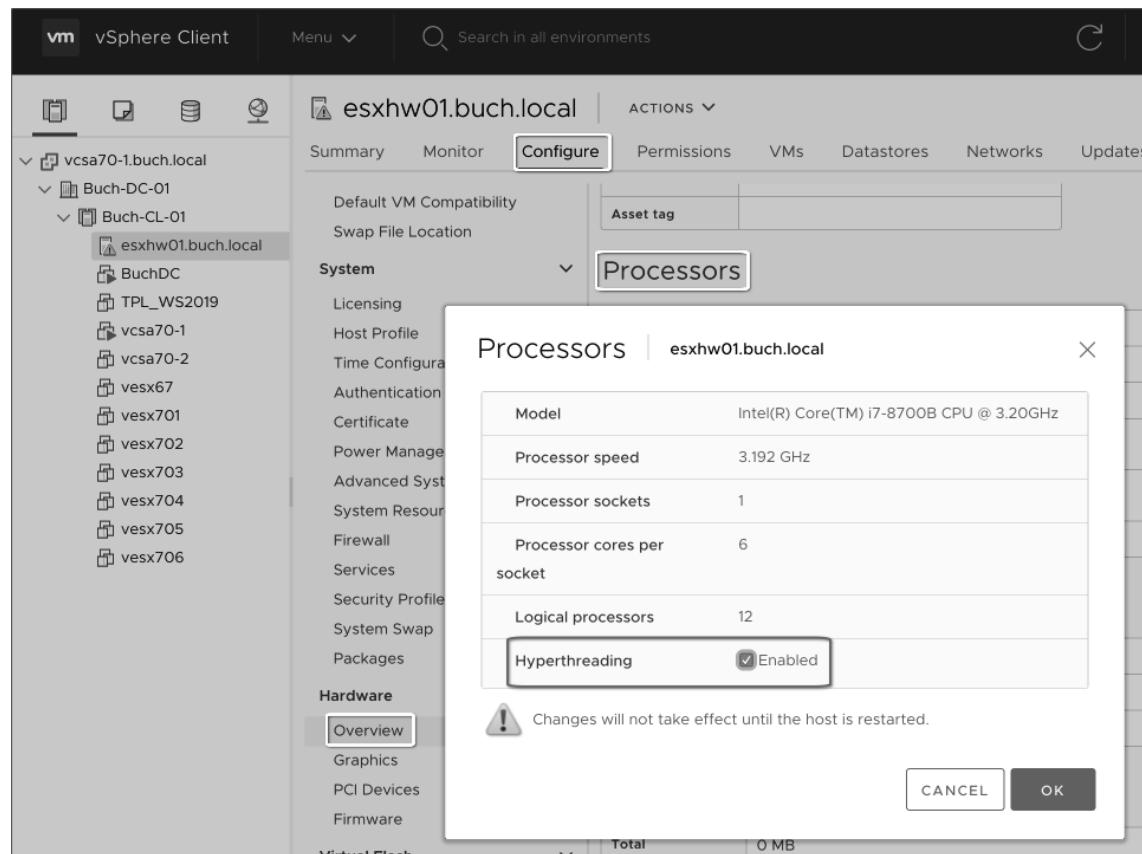 vm vSphere Client Menu Search in all environments
esxhw01.buch.local ACTIONS
Summary Monitor Configure Permissions VMs Datastores Networks Updates
vcsa70-1.buch.local
Buch-DC-01
Buch-CL-01
esxhw01.buch.local
BuchDC
TPL_WS2019
vcsa70-1
vcsa70-2
vesx67
vesx701
vesx702
vesx703
vesx704
vesx705
vesx706
Default VM Compatibility
Swap File Location
System
Licensing
Host Profile
Time Configura
Authentication
Certificate
Power Manage
Advanced Syst
System Resour
Firewall
Services
Security Profile
System Swap
Packages
Hardware
Overview
Graphics
PCI Devices
Firmware
Virtual Flash
Asset tag
Processors
Processors esxhw01.buch.local
Model Intel(R) Core(TM) i7-8700B CPU @ 3.20GHz
Processor speed 3.192 GHz
Processor sockets 1
Processor cores per 6
socket
Logical processors 12
Hyperthreading Enabled
Changes will not take effect until the host is restarted.
CANCEL OK
Total 0 MB